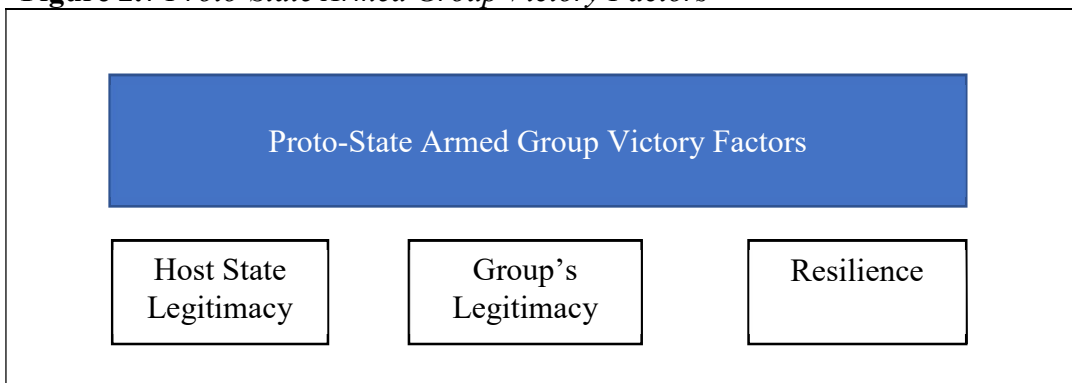 Proto-State Armed Group Victory Factors
Host State
Legitimacy
Group's
Legitimacy
Resilience